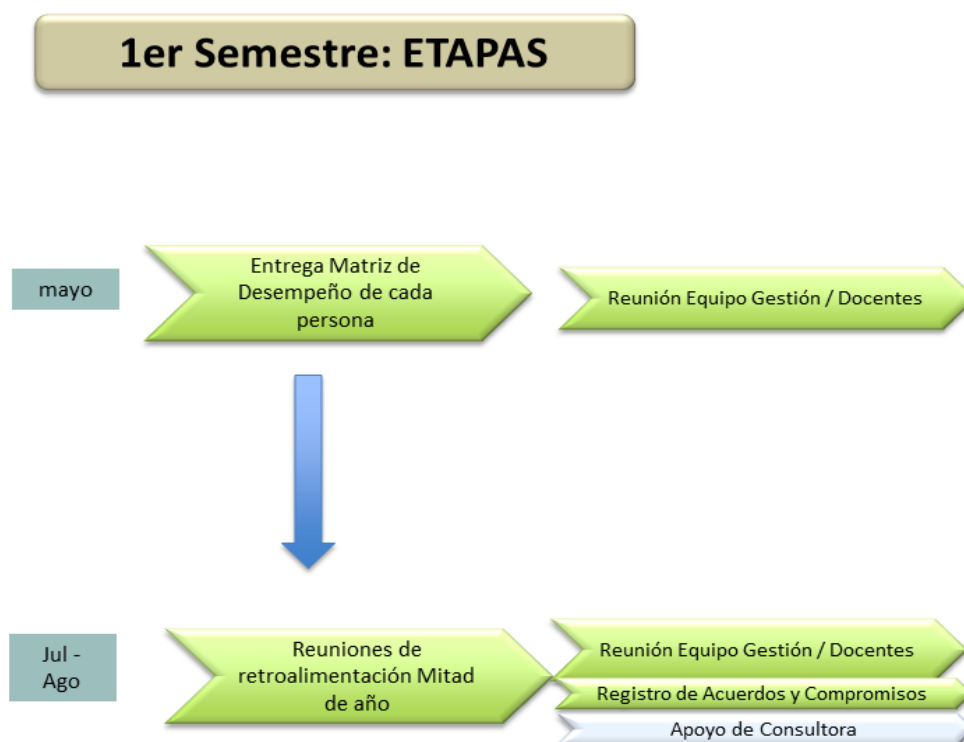 1er Semestre: ETAPAS
mayo
Entrega Matriz de
Desempeño de cada
persona
Reunión Equipo Gestión / Docentes
Jul -
Ago
Reuniones de
retroalimentación Mitad
de año
Reunión Equipo Gestión / Docentes
Registro de Acuerdos y Compromisos
Apoyo de Consultora